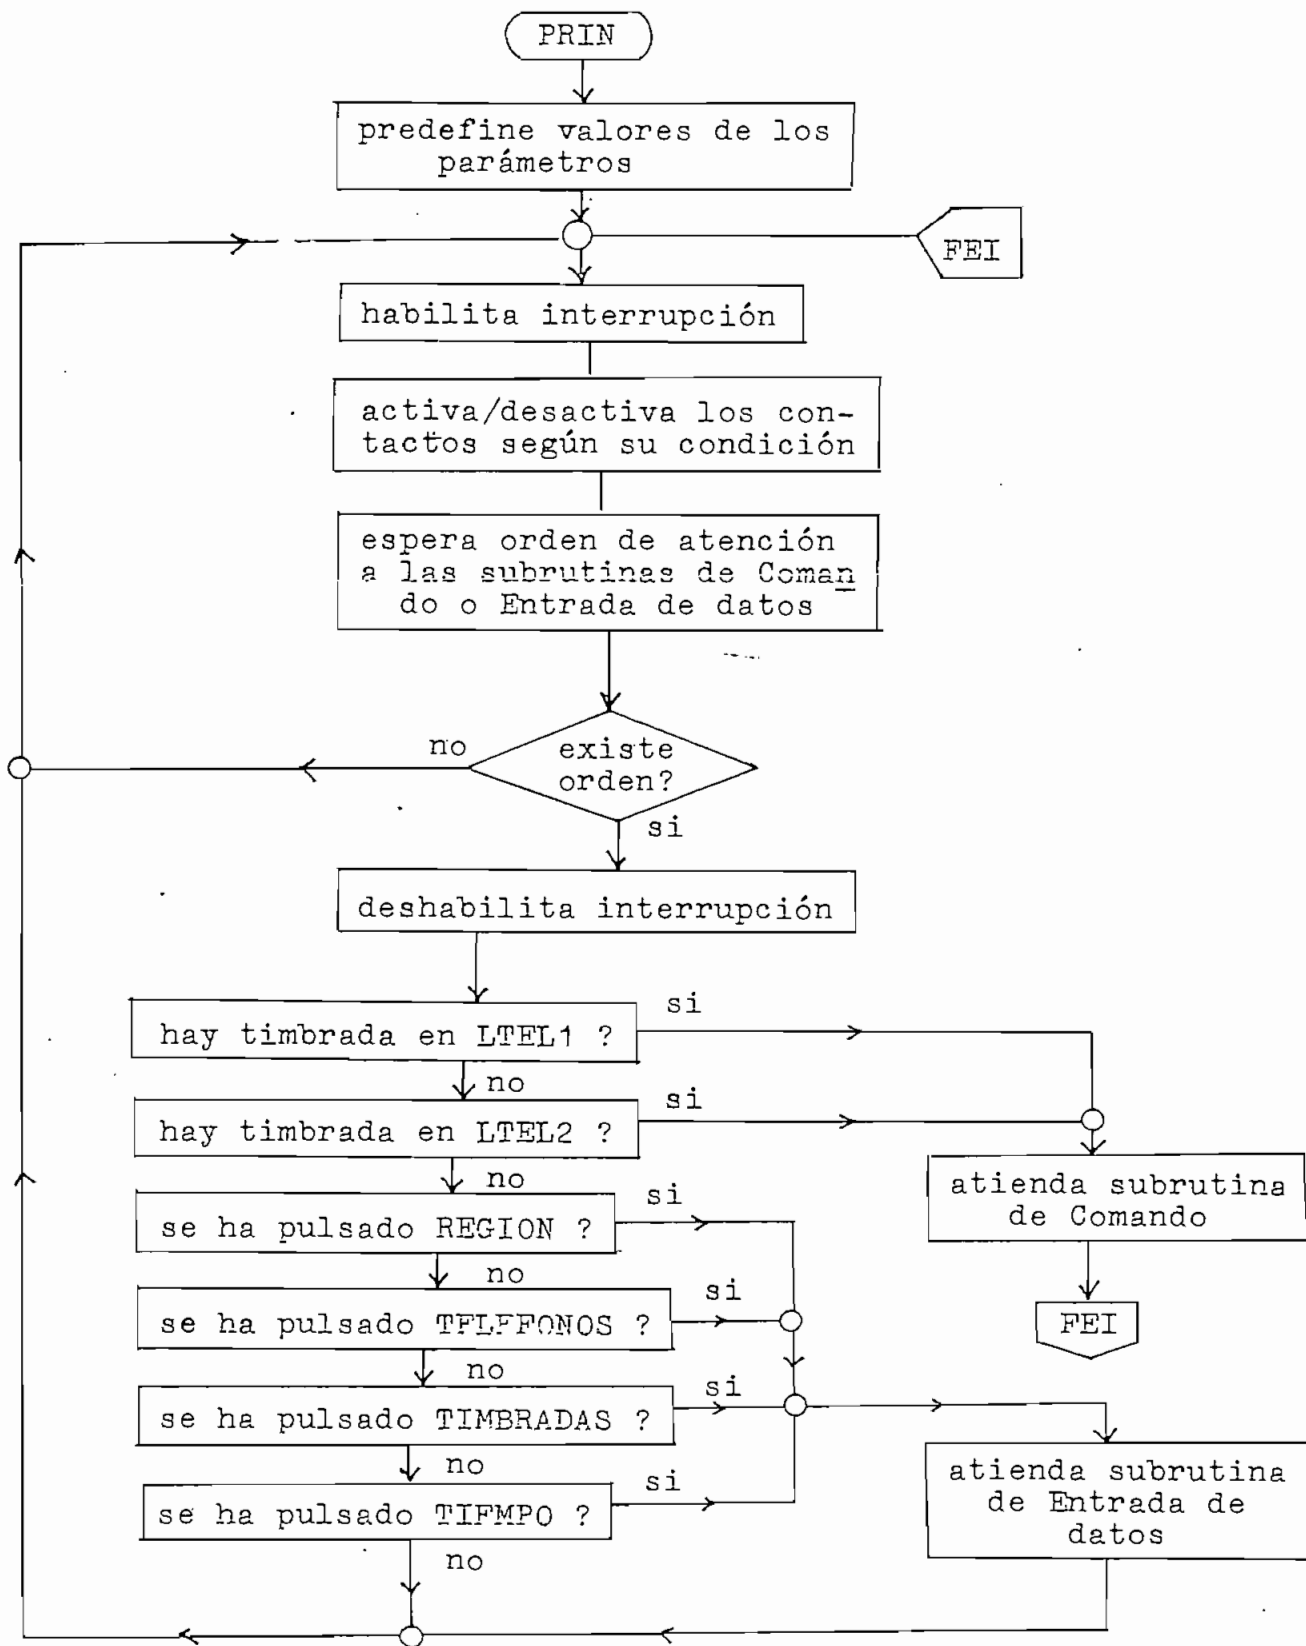 PRIN
predefine valores de los
parámetros
FEI
habilita interrupción
activa/desactiva los con-
tactos según su condición
espera orden de atención
a las subrutinas de Coman
do o Entrada de datos
no
existe
orden?
si
deshabilita interrupción
hay timbrada en LTEL1 ?
si
no
hay timbrada en LTEL2 ?
si
no
atienda subrutina
de Comando
se ha pulsado REGION ?
si
no
FEI
se ha pulsado TELEFONOS ?
si
no
se ha pulsado TIMBRADAS ?
si
no
atienda subrutina
de Entrada de
datos
se ha pulsado TIEMPO ?
si
no